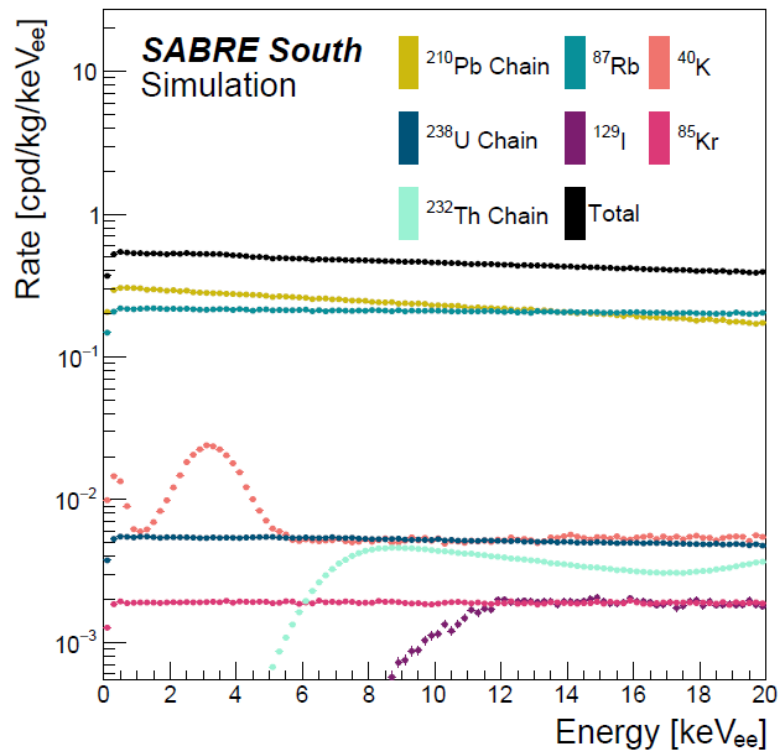 SABRE South
Simulation
²¹⁰Pb Chain
⁸⁷Rb
⁴⁰K
²³⁸U Chain
¹²⁹I
⁸⁵Kr
²³²Th Chain
Total
Rate [cpd/kg/keVₑₑ]
10
1
10⁻¹
10⁻²
10⁻³
0 2 4 6 8 10 12 14 16 18 20
Energy [keVₑₑ]